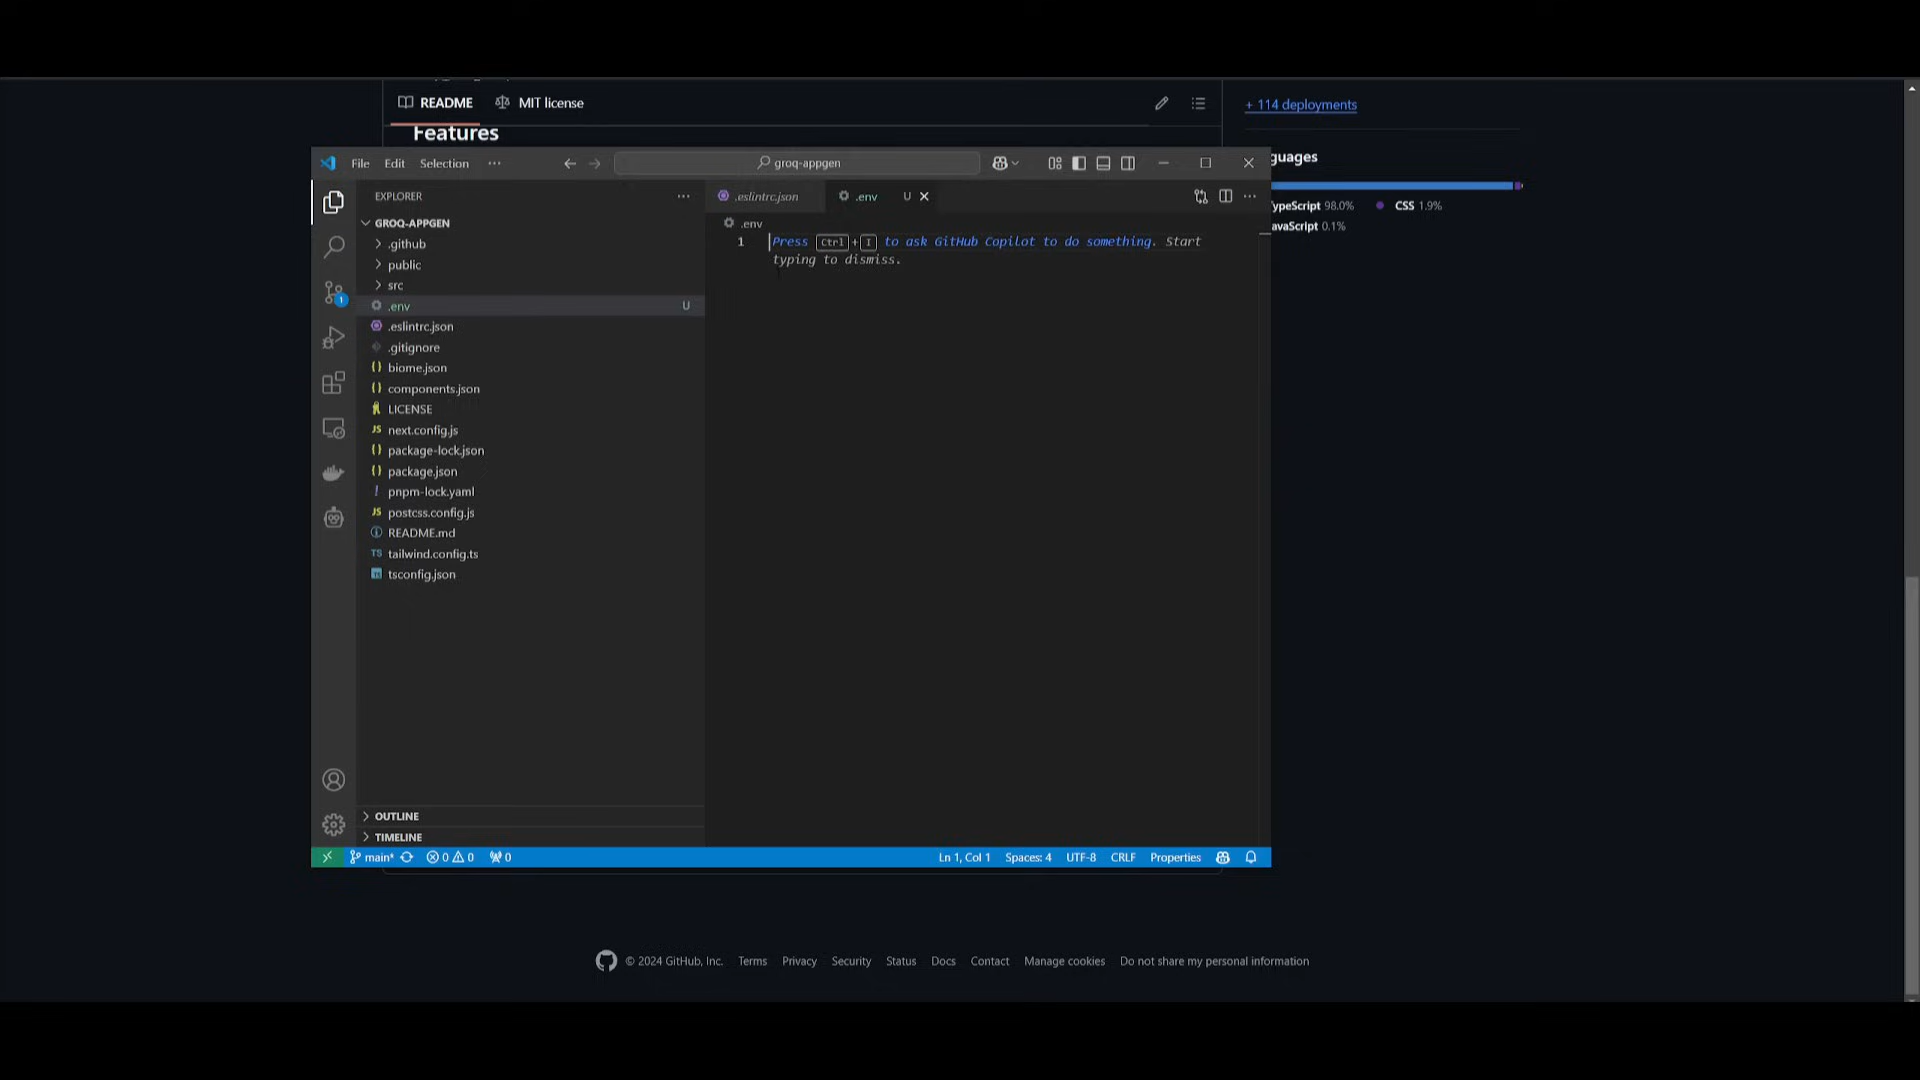 README MIT license
+ 114 deployments
Features
File Edit Selection ··· groq-appgen
guages
TypeScript 98.0% CSS 1.9%
JavaScript 0.1%
EXPLORER ···
.eslintrc.json .env U
GROQ-APPGEN
.env
.github
public
src
.env U
.eslintrc.json
.gitignore
biome.json
components.json
LICENSE
next.config.js
package-lock.json
package.json
pnpm-lock.yaml
postcss.config.js
README.md
tailwind.config.ts
tsconfig.json
1 Press Ctrl + I to ask GitHub Copilot to do something. Start
typing to dismiss.
OUTLINE
TIMELINE
main* 0 0 0 Ln 1, Col 1 Spaces: 4 UTF-8 CRLF Properties
© 2024 GitHub, Inc. Terms Privacy Security Status Docs Contact Manage cookies Do not share my personal information